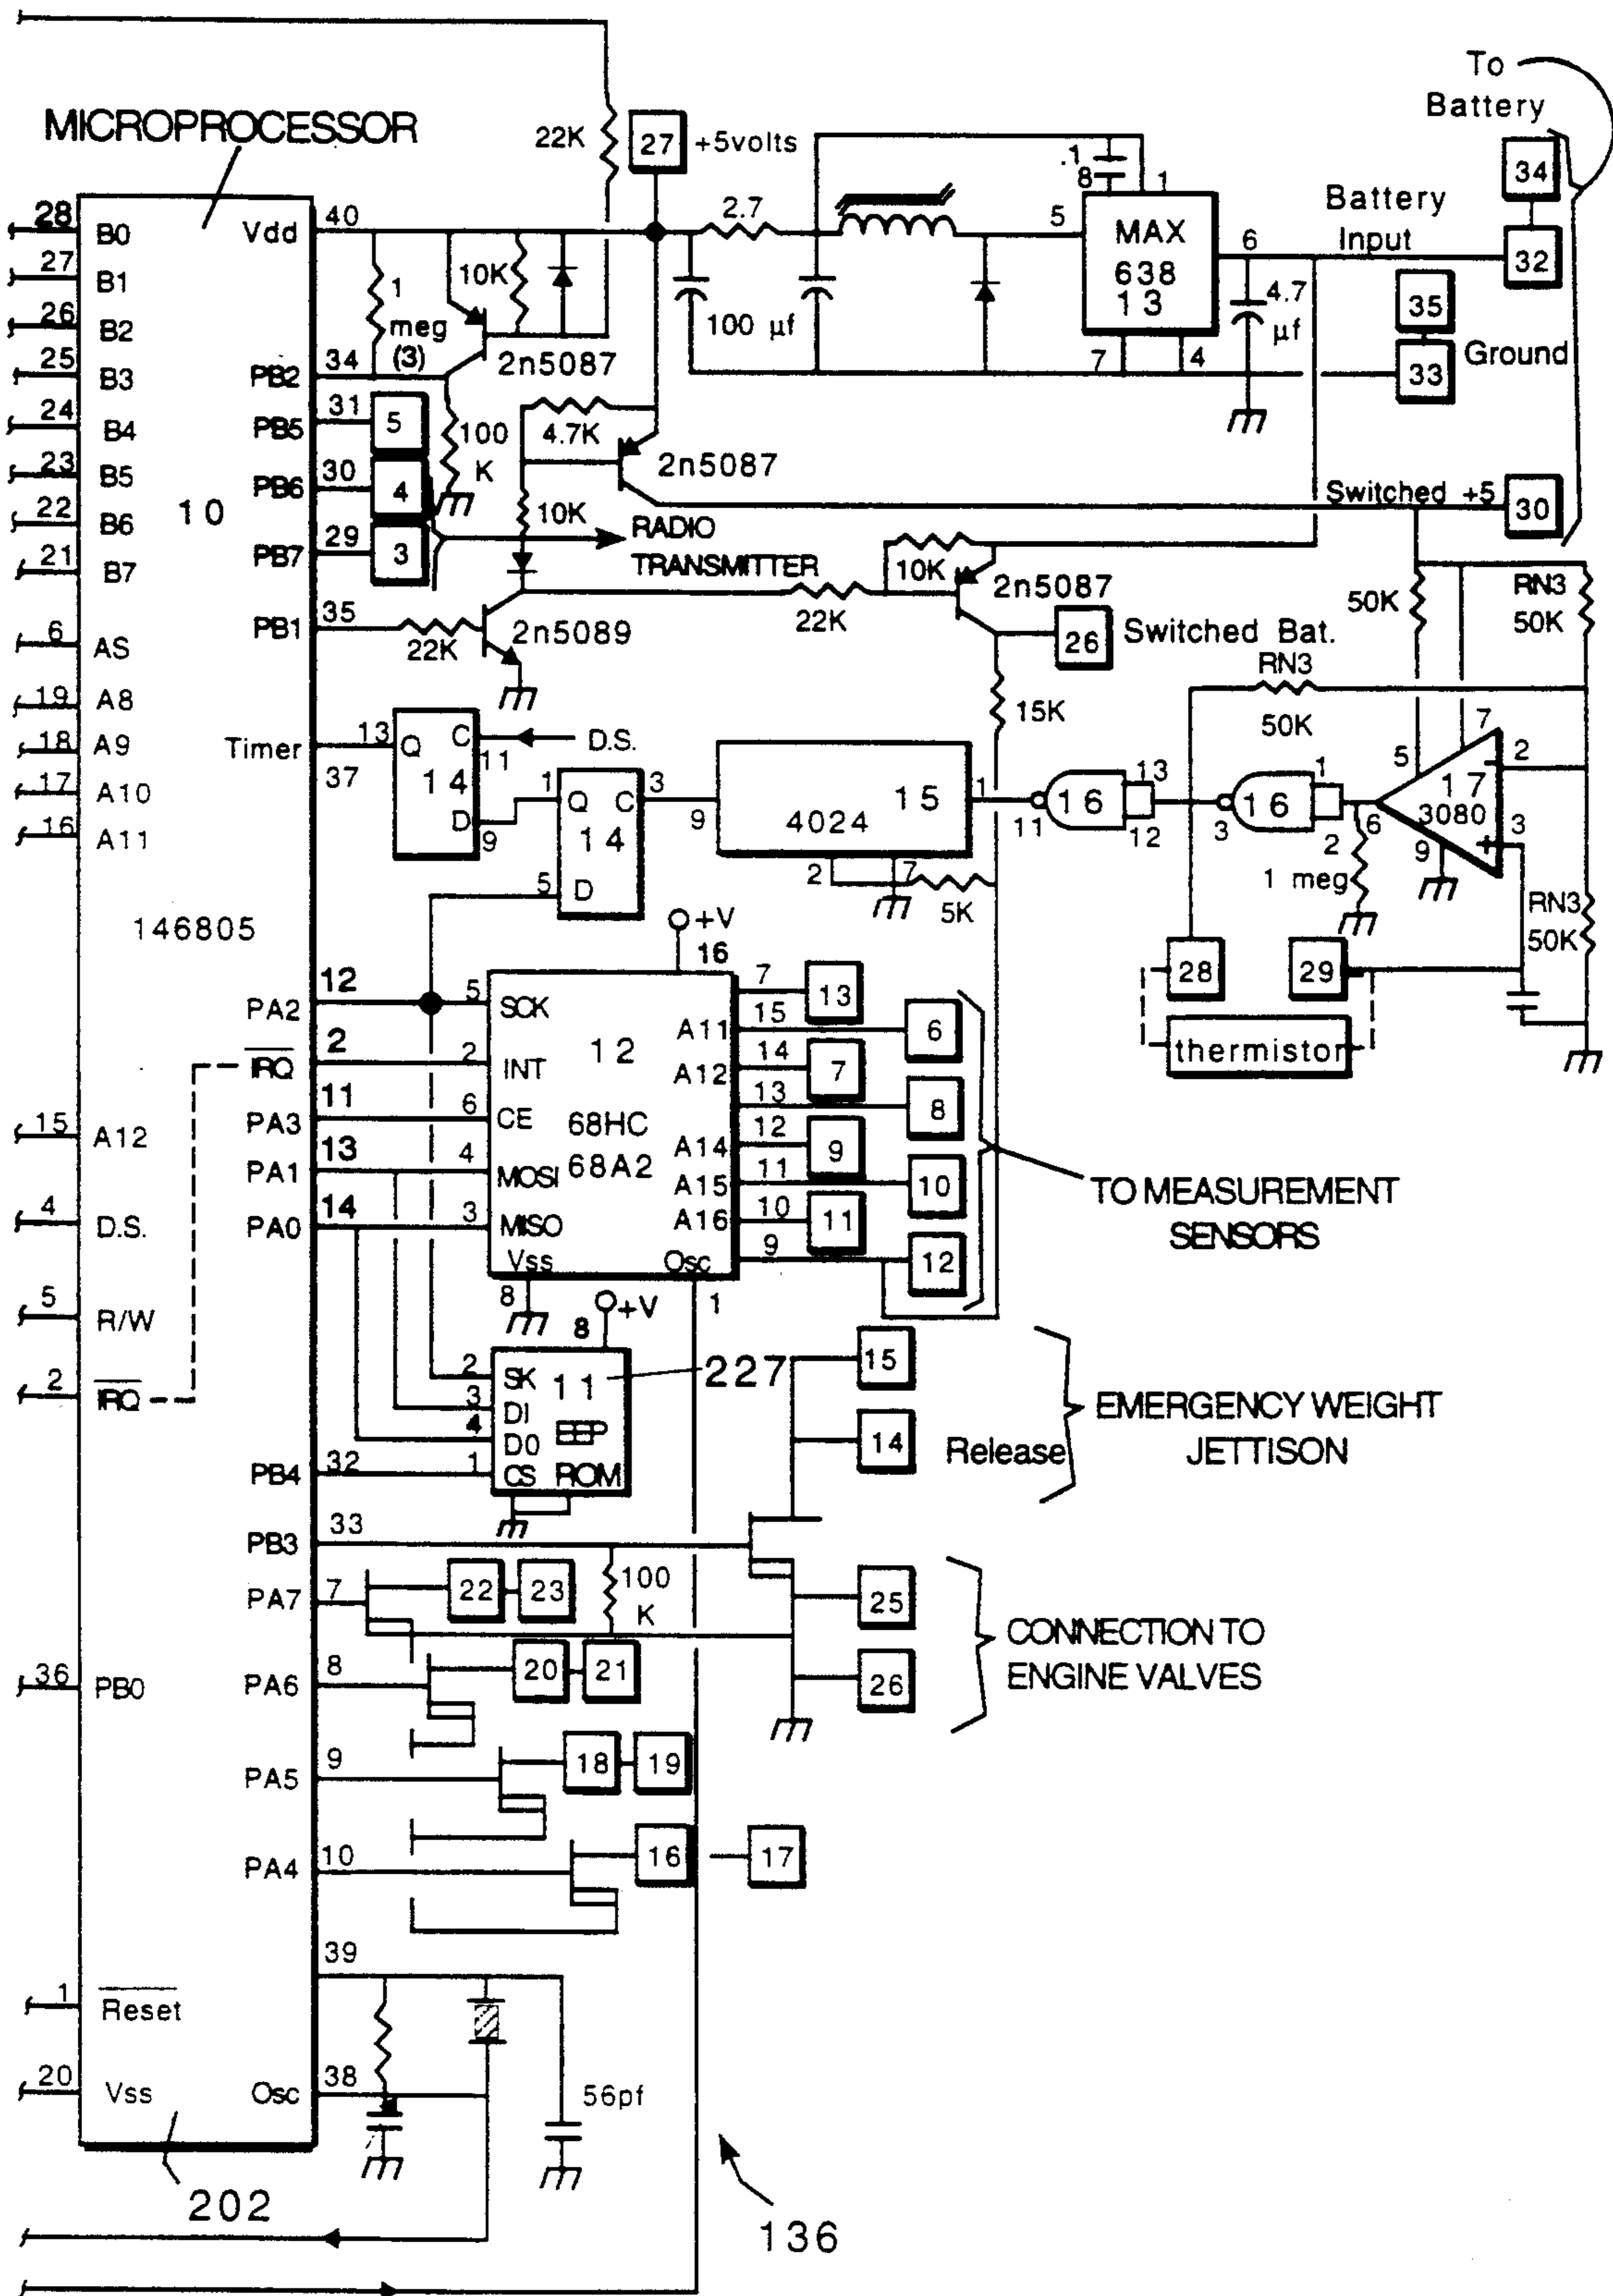 To
Battery
MICROPROCESSOR
22K
27
+5volts
.1
8
1
34
28
B0
Vdd
40
2.7
5
MAX
638
13
6
Battery
Input
32
27
B1
1
meg
(3)
10K
100 µf
4.7
µf
35
26
B2
25
B3
PB2
34
2n5087
7
4
33
Ground
24
B4
PB5
31
5
100
K
4.7K
2n5087
23
B5
PB6
30
4
22
B6
10
10K
Switched +5
30
21
B7
PB7
29
3
RADIO
TRANSMITTER
10K
2n5087
50K
RN3
50K
PB1
35
22K
2n5089
22K
26
Switched Bat.
6
AS
RN3
50K
19
A8
15K
18
A9
Timer
13
37
Q
C
11
14
D
9
D.S.
17
A10
16
A11
1
Q
C
3
14
5
D
9
15
4024
1
2
7
5K
16
11
13
12
16
3
1
2
5
7
2
17
3080
6
9
3
1 meg
RN3
50K
146805
+V
16
28
29
thermistor
PA2
12
5
SCK
12
68HC
68A2
7
13
A11
15
6
IRQ
2
2
INT
A12
14
7
PA3
11
6
CE
13
8
15
A12
PA1
13
4
MOSI
A14
12
9
A15
11
10
4
D.S.
PA0
14
3
MISO
A16
10
11
Vss
Osc
9
12
8
1
TO MEASUREMENT
SENSORS
5
R/W
+V
8
2
IRQ
2
SK
11
227
3
DI
4
D0
EEP
PB4
32
1
CS
ROM
15
14
Release
EMERGENCY WEIGHT
JETTISON
PB3
33
PA7
7
22
23
100
K
25
36
PB0
PA6
8
20
21
26
CONNECTION TO
ENGINE VALVES
PA5
9
18
19
PA4
10
16
17
39
1
Reset
20
Vss
Osc
38
56pf
202
136